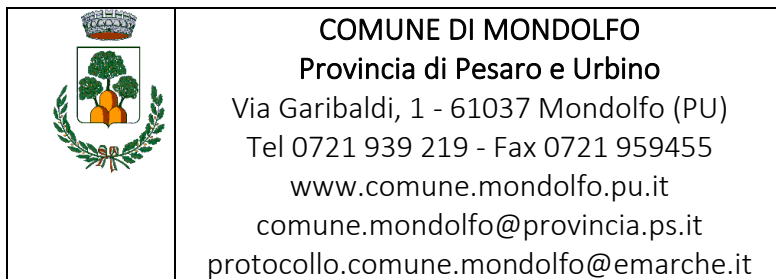 COMUNE DI MONDOLFO
Provincia di Pesaro e Urbino
Via Garibaldi, 1 - 61037 Mondolfo (PU)
Tel 0721 939 219 - Fax 0721 959455
www.comune.mondolfo.pu.it
comune.mondolfo@provincia.ps.it
protocollo.comune.mondolfo@emarche.it